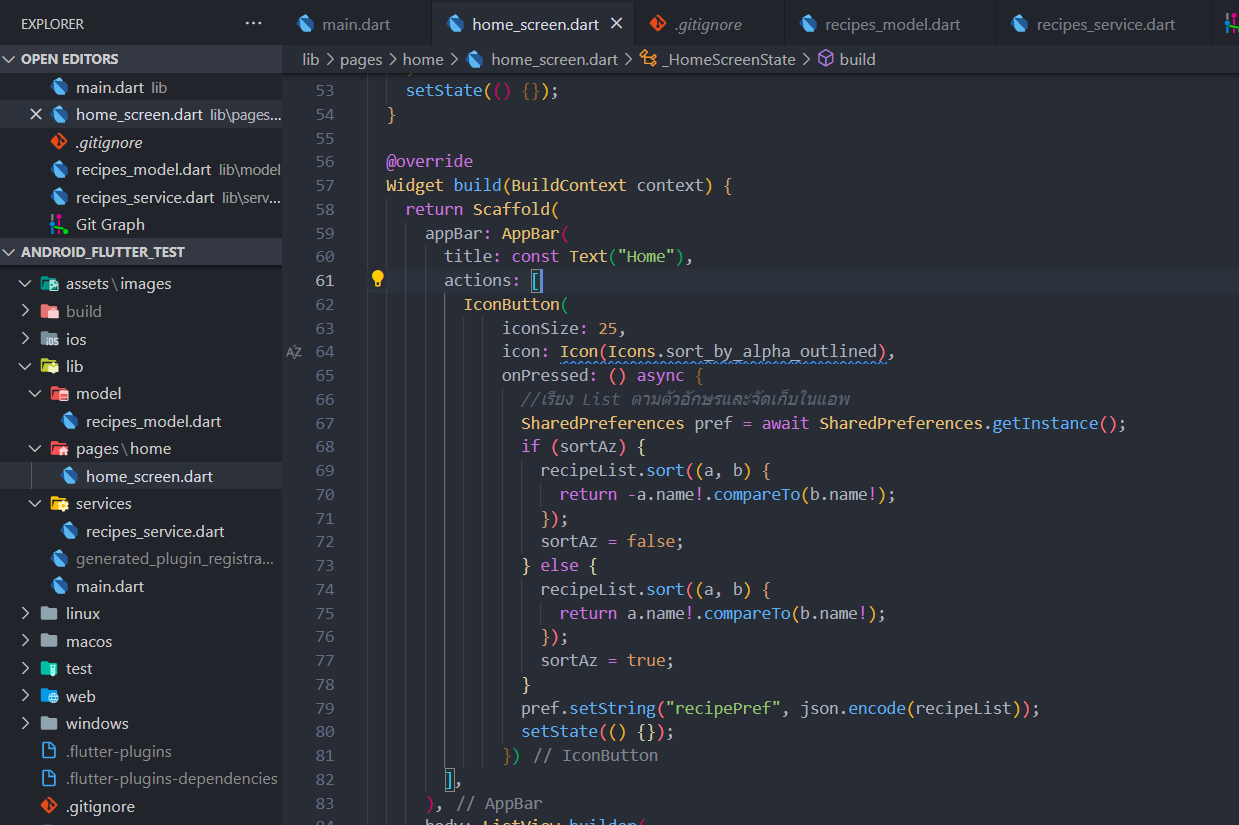 EXPLORER ...
OPEN EDITORS
main.dart lib
home_screen.dart lib\pages...
.gitignore
recipes_model.dart lib\model
recipes_service.dart lib\serv...
Git Graph
ANDROID_FLUTTER_TEST
assets\images
build
ios
lib
model
recipes_model.dart
pages\home
home_screen.dart
services
recipes_service.dart
generated_plugin_registra...
main.dart
linux
macos
test
web
windows
.flutter-plugins
.flutter-plugins-dependencies
.gitignore
main.dart home_screen.dart .gitignore recipes_model.dart recipes_service.dart
lib > pages > home > home_screen.dart > _HomeScreenState > build
53 setState(() {});
54 }
55
56 @override
57 Widget build(BuildContext context) {
58 return Scaffold(
59 appBar: AppBar(
60 title: const Text("Home"),
61 actions: [
62 IconButton(
63 iconSize: 25,
AZ 64 icon: Icon(Icons.sort_by_alpha_outlined),
65 onPressed: () async {
66 //เรียง List ตามตัวอักษรและจัดเก็บในแอพ
67 SharedPreferences pref = await SharedPreferences.getInstance();
68 if (sortAz) {
69 recipeList.sort((a, b) {
70 return -a.name!.compareTo(b.name!);
71 });
72 sortAz = false;
73 } else {
74 recipeList.sort((a, b) {
75 return a.name!.compareTo(b.name!);
76 });
77 sortAz = true;
78 }
79 pref.setString("recipePref", json.encode(recipeList));
80 setState(() {});
81 }) // IconButton
82 ],
83 ), // AppBar
84 body: ListView.builder(